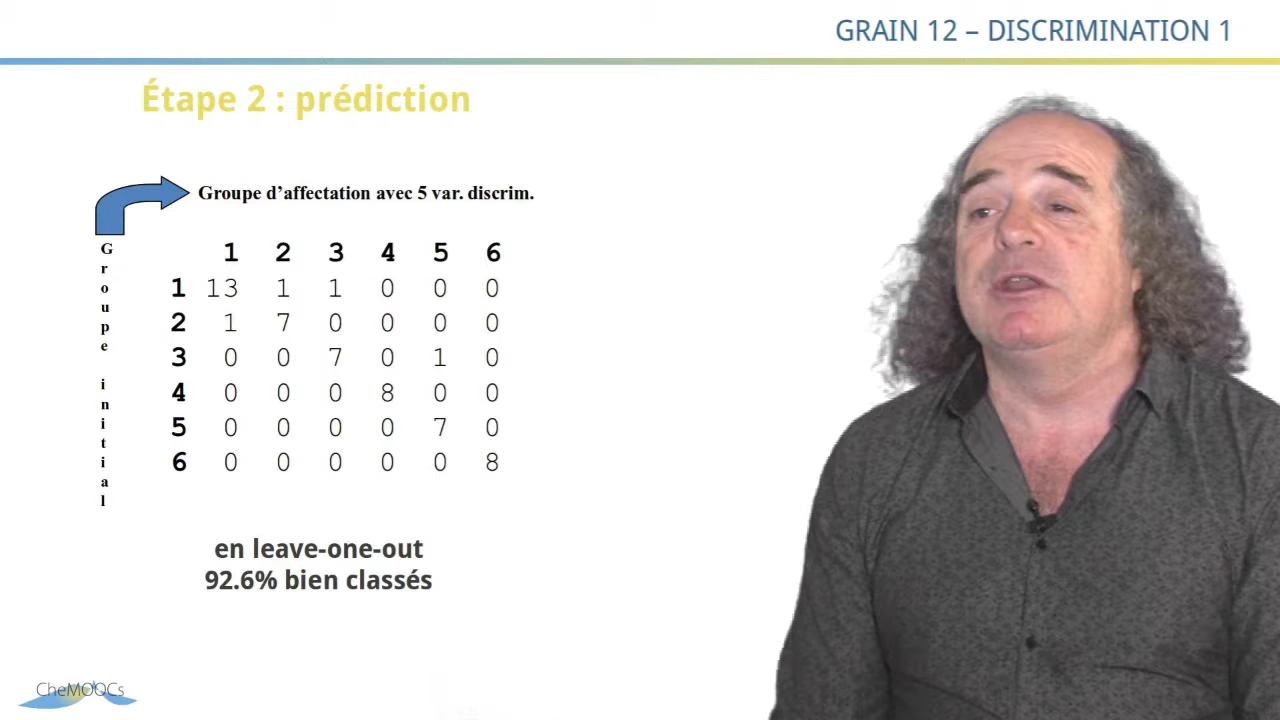 GRAIN 12 – DISCRIMINATION 1
Étape 2 : prédiction
Groupe d’affectation avec 5 var. discrim.
Groupe initial
1 2 3 4 5 6
1 13 1 1 0 0 0
2 1 7 0 0 0 0
3 0 0 7 0 1 0
4 0 0 0 8 0 0
5 0 0 0 0 7 0
6 0 0 0 0 0 8
en leave-one-out
92.6% bien classés
CheMOOCs